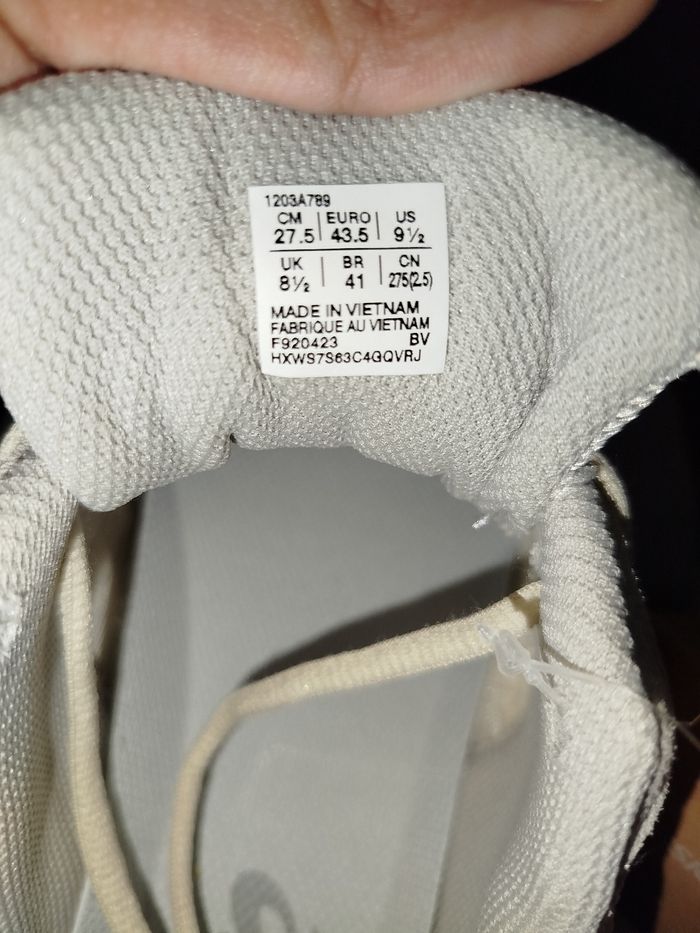 1203A789
CM | EURO | US
27.5 | 43.5 | 9½
UK | BR | CN
8½ | 41 | 275(2.5)
MADE IN VIETNAM
FABRIQUE AU VIETNAM
F920423 BV
HXWS7S63C4GQVRJ